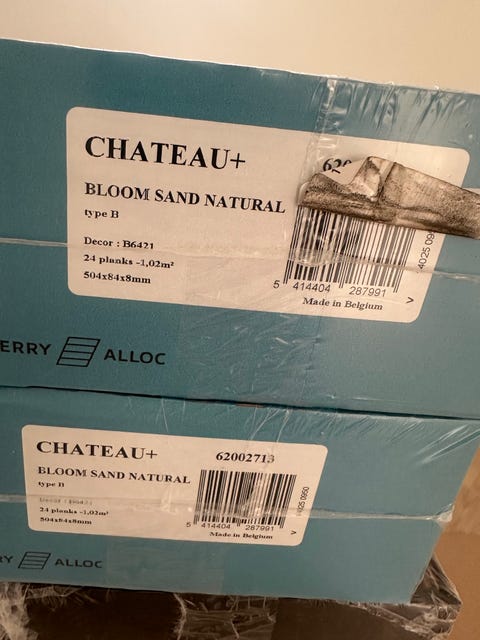 CHATEAU+
BLOOM SAND NATURAL
type B
Decor : B6421
24 planks -1,02m²
504x84x8mm
5 414404 287991 >
Made in Belgium
ERRY ALLOC
CHATEAU+ 62002713
BLOOM SAND NATURAL
type B
Decor : B6421
24 planks -1,02m²
504x84x8mm
5 414404 287991 >
Made in Belgium
RY ALLOC